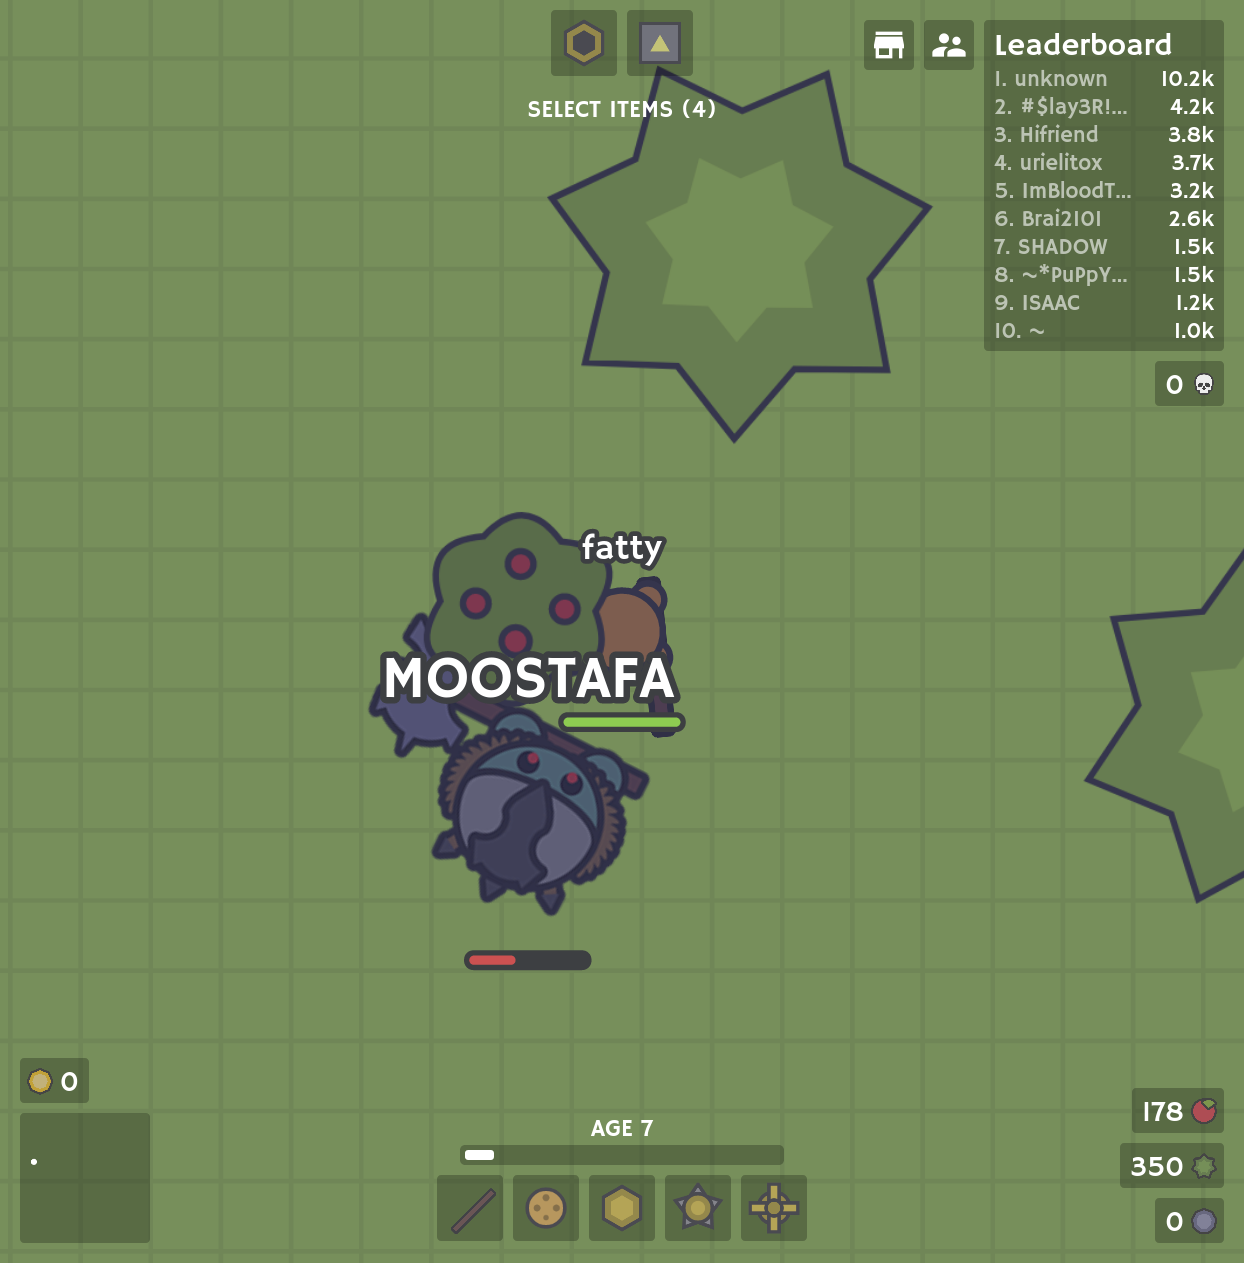 SELECT ITEMS (4)
Leaderboard
1. unknown 10.2k
2. #$lay3R!... 4.2k
3. Hifriend 3.8k
4. urielitox 3.7k
5. ImBloodT... 3.2k
6. Brai2101 2.6k
7. SHADOW 1.5k
8. ~*PuPpY... 1.5k
9. ISAAC 1.2k
10. ~ 1.0k
0
fatty
MOOSTAFA
0
AGE 7
178
350
0